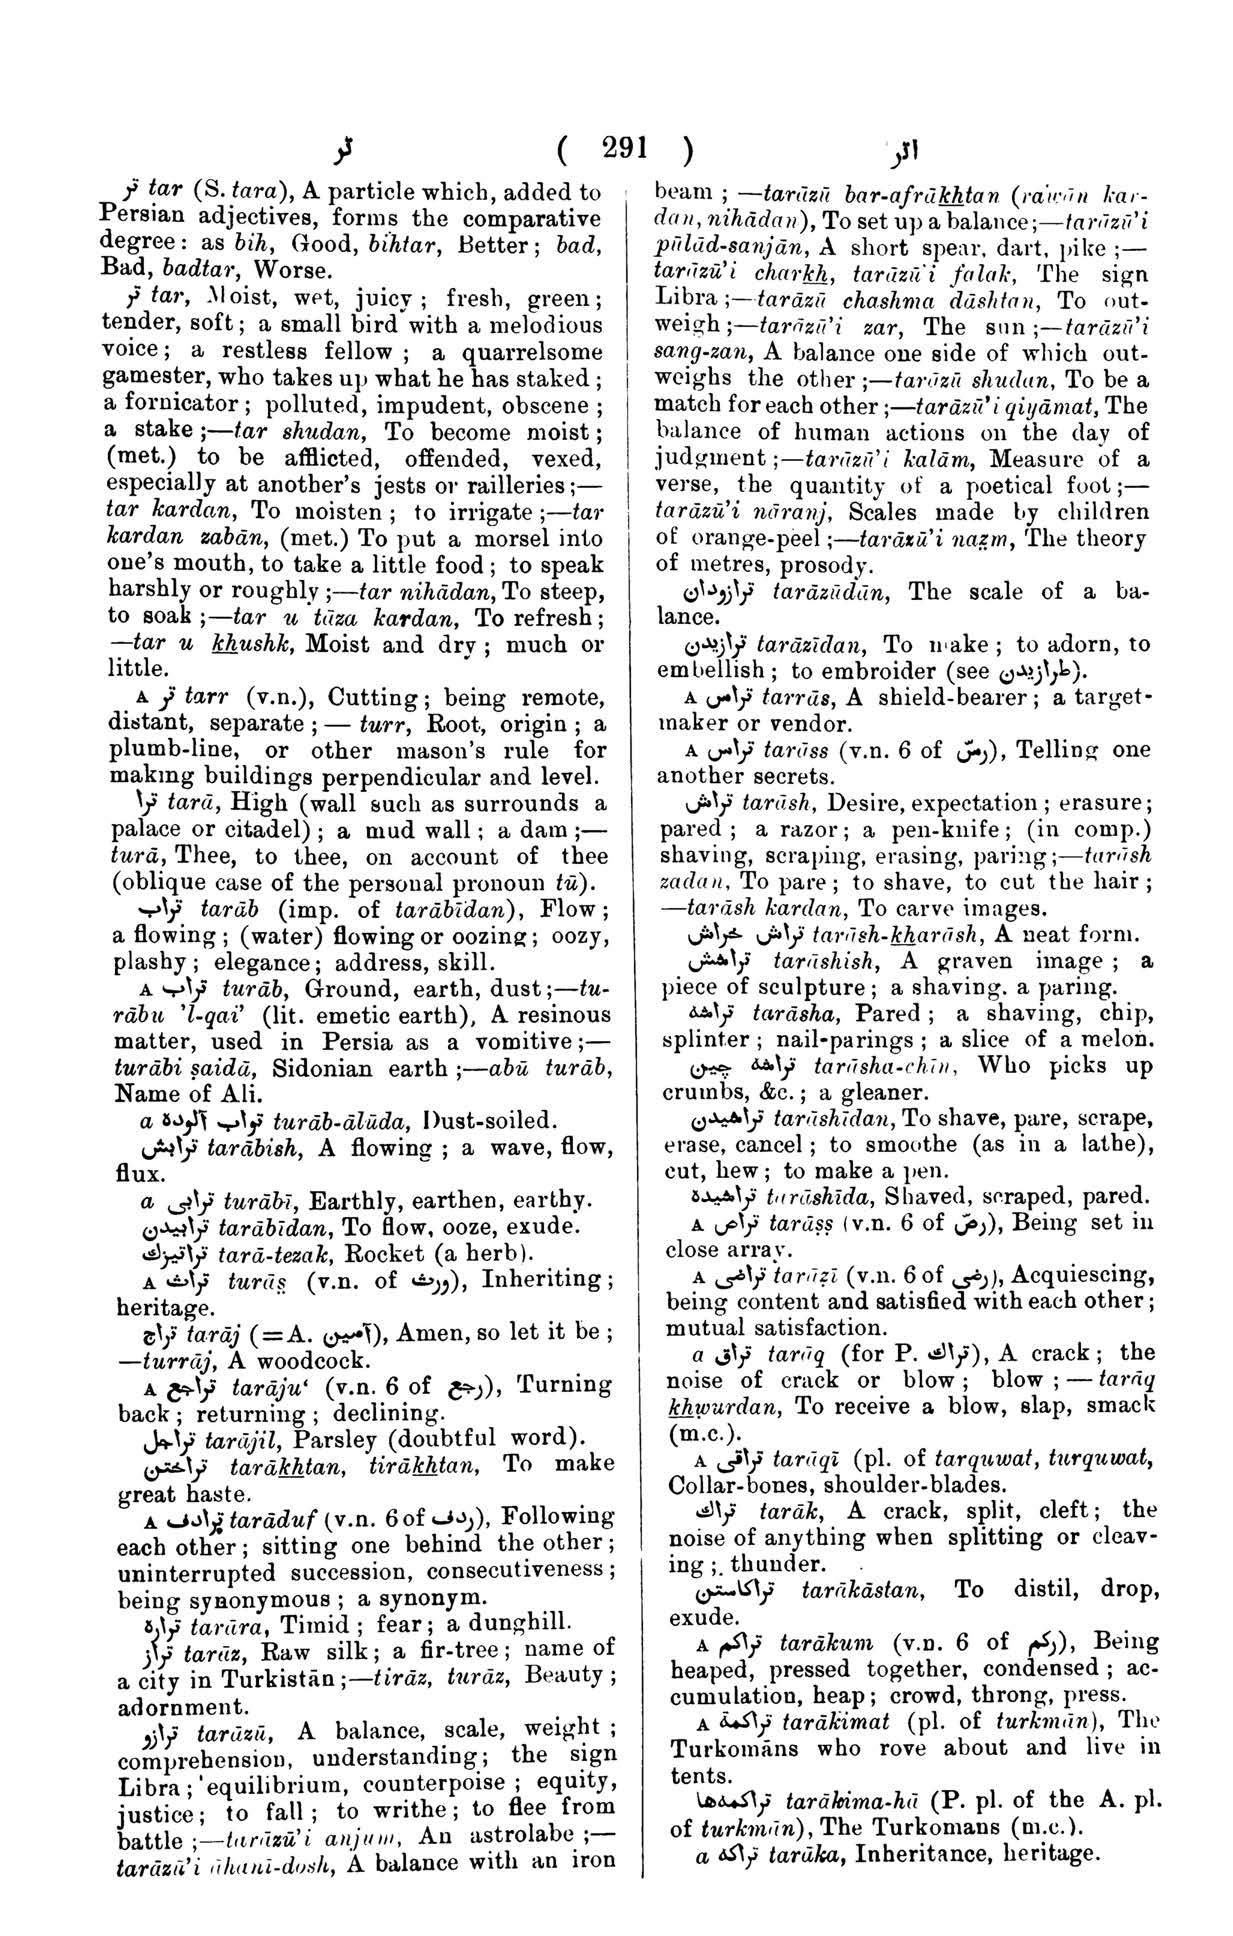 تر ( 291 ) اتر
تر tar (S. tara), A particle which, added to
Persian adjectives, forms the comparative
degree: as bih, Good, bihtar, Better; bad,
Bad, badtar, Worse.
تر tar, Moist, wet, juicy; fresh, green;
tender, soft; a small bird with a melodious
voice; a restless fellow; a quarrelsome
gamester, who takes up what he has staked;
a fornicator; polluted, impudent, obscene;
a stake;—tar shudan, To become moist;
(met.) to be afflicted, offended, vexed,
especially at another's jests or railleries;—
tar kardan, To moisten; to irrigate;—tar
kardan zabān, (met.) To put a morsel into
one's mouth, to take a little food; to speak
harshly or roughly;—tar nihādan, To steep,
to soak;—tar u tāza kardan, To refresh;
—tar u khushk, Moist and dry; much or
little.
A تر tarr (v.n.), Cutting; being remote,
distant, separate;— turr, Root, origin; a
plumb-line, or other mason's rule for
making buildings perpendicular and level.
ترا tarā, High (wall such as surrounds a
palace or citadel); a mud wall; a dam;—
turā, Thee, to thee, on account of thee
(oblique case of the personal pronoun tū).
تراب tarāb (imp. of tarābīdan), Flow;
a flowing; (water) flowing or oozing; oozy,
plashy; elegance; address, skill.
A تراب turāb, Ground, earth, dust;—tu-
rābu 'l-qai' (lit. emetic earth), A resinous
matter, used in Persia as a vomitive;—
turābi ṣaidā, Sidonian earth;—abū turāb,
Name of Ali.
a تراب آلوده turāb-ālūda, Dust-soiled.
ترابش tarābish, A flowing; a wave, flow,
flux.
a ترابی turābī, Earthly, earthen, earthy.
ترابیدن tarābīdan, To flow, ooze, exude.
تراتیزك tarā-tezak, Rocket (a herb).
A تراث turās̤ (v.n. of ورث), Inheriting;
heritage.
تراج tarāj (=A. آمین), Amen, so let it be;
—turrāj, A woodcock.
A تراجع tarāju‘ (v.n. 6 of رجع), Turning
back; returning; declining.
تراجل tarājil, Parsley (doubtful word).
تراختن tarākhtan, tirākhtan, To make
great haste.
A ترادف taraduf (v.n. 6 of ردف), Following
each other; sitting one behind the other;
uninterrupted succession, consecutiveness;
being synonymous; a synonym.
تراره tarāra, Timid; fear; a dunghill.
تراز tarāz, Raw silk; a fir-tree; name of
a city in Turkistān;—tirāz, turāz, Beauty;
adornment.
ترازو tarāzū, A balance, scale, weight;
comprehension, understanding; the sign
Libra; equilibrium, counterpoise; equity,
justice; to fall; to writhe; to flee from
battle;—tarāzū'i anjum, An astrolabe;—
tarāzū'i āhanī-dosh, A balance with an iron
beam;—tarāzū bar-afrākhtan (rawān kar-
dan, nihādan), To set up a balance;—tarāzū'i
pūlād-sanjān, A short spear, dart, pike;—
tarāzū'i charkh, tarāzū'i falak, The sign
Libra;—tarāzū chashma dāshtan, To out-
weigh;—tarāzū'i zar, The sun;—tarāzū'i
sang-zan, A balance one side of which out-
weighs the other;—tarāzū shudan, To be a
match for each other;—tarāzū'i qiyāmat, The
balance of human actions on the day of
judgment;—tarāzū'i kalām, Measure of a
verse, the quantity of a poetical foot;—
tarāzū'i nāranj, Scales made by children
of orange-peel;—tarāzū'i naz̤m, The theory
of metres, prosody.
ترازودان tarāzūdān, The scale of a ba-
lance.
ترازیدن tarāzīdan, To make; to adorn, to
embellish; to embroider (see طرازیدن).
A تراس tarrās, A shield-bearer; a target-
maker or vendor.
A تراس tarāss (v.n. 6 of رسّ), Telling one
another secrets.
تراش tarāsh, Desire, expectation; erasure;
pared; a razor; a pen-knife; (in comp.)
shaving, scraping, erasing, paring;—tarāsh
zadan, To pare; to shave, to cut the hair;
—tarāsh kardan, To carve images.
تراش خراش tarāsh-kharāsh, A neat form.
تراشش tarāshish, A graven image; a
piece of sculpture; a shaving, a paring.
تراشه tarāsha, Pared; a shaving, chip,
splinter; nail-parings; a slice of a melon.
تراشه چین tarāsha-chīn, Who picks up
crumbs, &c.; a gleaner.
تراشیدن tarāshīdan, To shave, pare, scrape,
erase, cancel; to smoothe (as in a lathe),
cut, hew; to make a pen.
تراشیده tarāshīda, Shaved, scraped, pared.
A تراص tarāṣṣ (v.n. 6 of رصّ), Being set in
close array.
A تراضی tarāẓī (v.n. 6 of رضی), Acquiescing,
being content and satisfied with each other;
mutual satisfaction.
a تراق tarāq (for P. تراك), A crack; the
noise of crack or blow; blow;—tarāq
khẉurdan, To receive a blow, slap, smack
(m.c.).
A تراقی tarāqī (pl. of tarquwat, turquwat,
Collar-bones, shoulder-blades.
تراك tarāk, A crack, split, cleft; the
noise of anything when splitting or cleav-
ing; thunder.
تراکاستن tarākāstan, To distil, drop,
exude.
A تراکم tarākum (v.n. 6 of رکم), Being
heaped, pressed together, condensed; ac-
cumulation, heap; crowd, throng, press.
A تراکمة tarākimat (pl. of turkmān), The
Turkomāns who rove about and live in
tents.
تراکمه‌ها tarākima-hā (P. pl. of the A. pl.
of turkmān), The Turkomans (m.c.).
a تراکه tarāka, Inheritance, heritage.